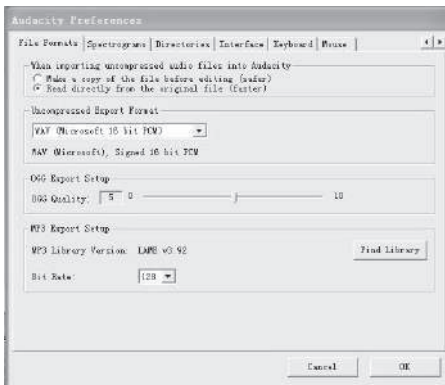 Audacity Preferences
File Formats Spectrograms Directories Interface Keyboard Mouse
When importing uncompressed audio files into Audacity
Make a copy of the file before editing (safer)
Read directly from the original file (faster)
Uncompressed Export Format
WAV (Microsoft 16 bit PCM)
WAV (Microsoft), Signed 16 bit PCM
OGG Export Setup
OGG Quality: 5 0 10
MP3 Export Setup
MP3 Library Version: LAME v3.92 Find Library
Bit Rate: 128
Cancel OK